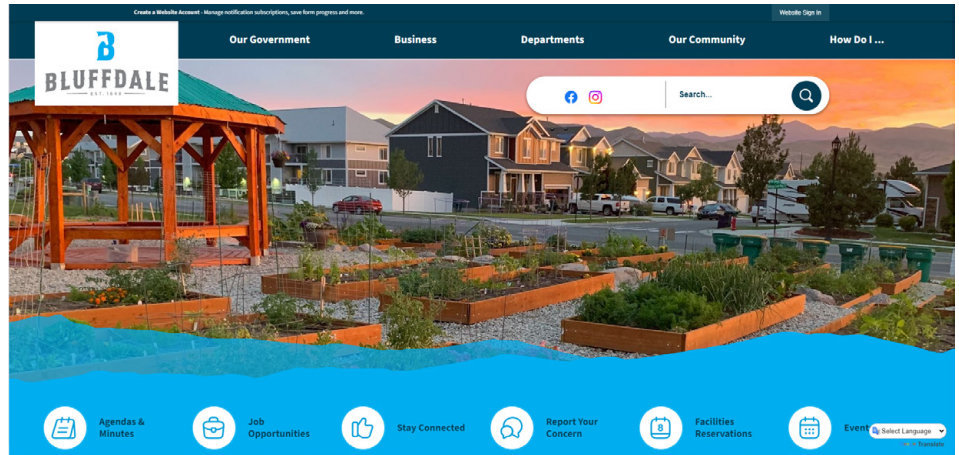 Create a Website Account - Manage notification subscriptions, save form progress and more.
Website Sign In
BLUFFDALE
EST. 1848
Our Government
Business
Departments
Our Community
How Do I ...
Search...
Agendas &
Minutes
Job
Opportunities
Stay Connected
Report Your
Concern
8
Facilities
Reservations
Event
Select Language
Translate